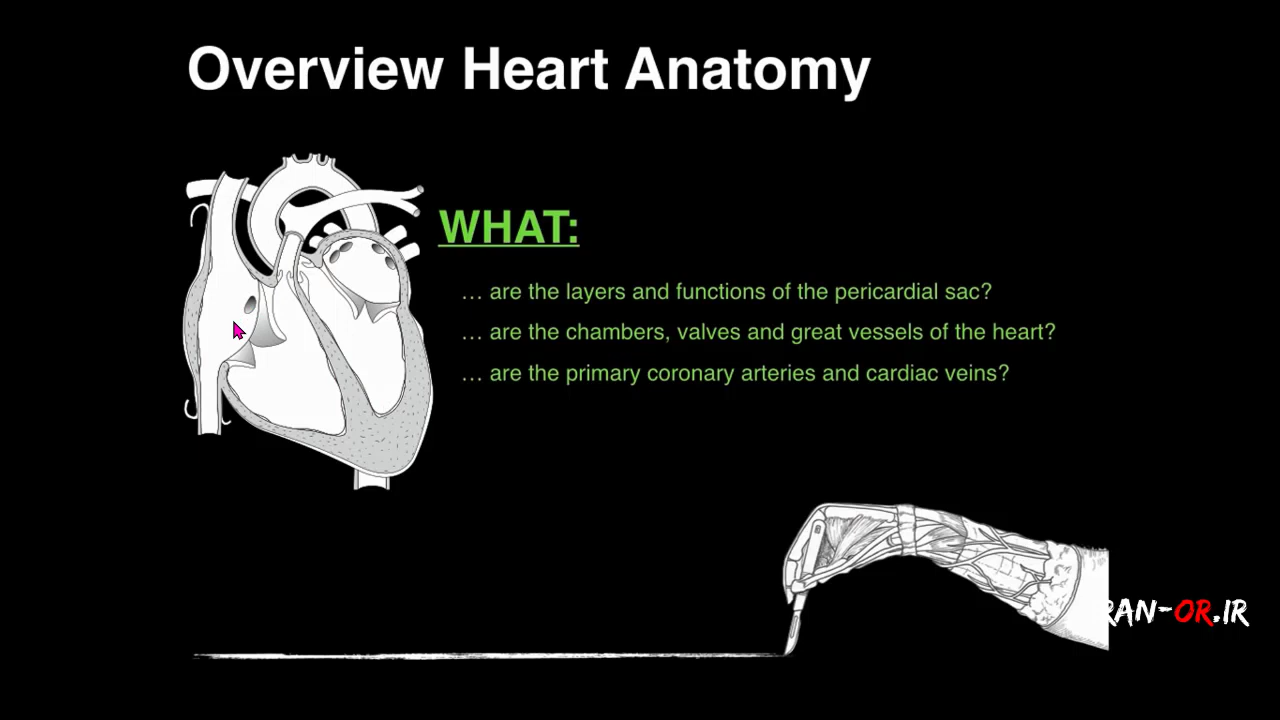 Overview Heart Anatomy
WHAT:
… are the layers and functions of the pericardial sac?
… are the chambers, valves and great vessels of the heart?
… are the primary coronary arteries and cardiac veins?
RAN-OR.IR